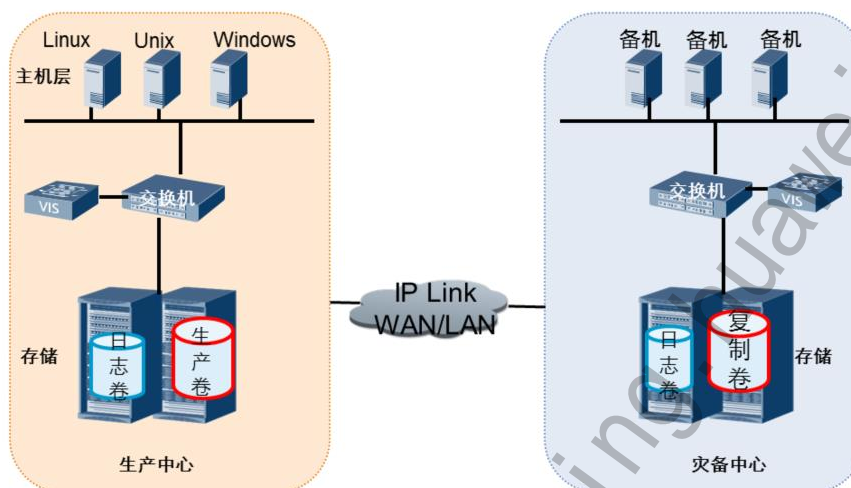 Linux Unix Windows
主机层
交换机
VIS
存储
日志卷
生产卷
生产中心
IP Link
WAN/LAN
备机 备机 备机
交换机
VIS
日志卷
复制卷
存储
灾备中心